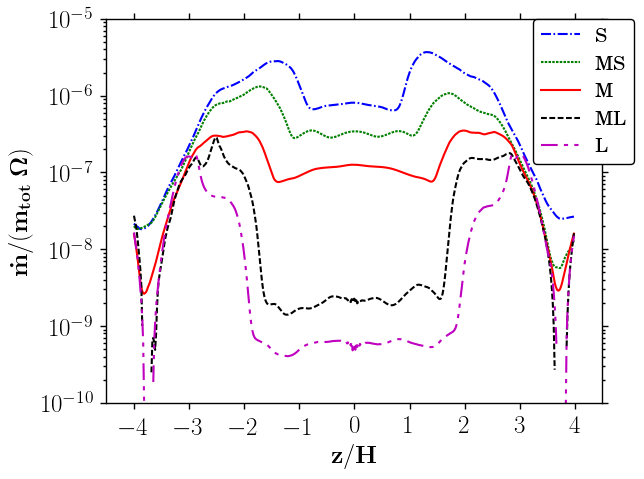 10⁻⁵
10⁻⁶
10⁻⁷
10⁻⁸
10⁻⁹
10⁻¹⁰
ṁ/(m_tot Ω)
S
MS
M
ML
L
−4 −3 −2 −1 0 1 2 3 4
z/H